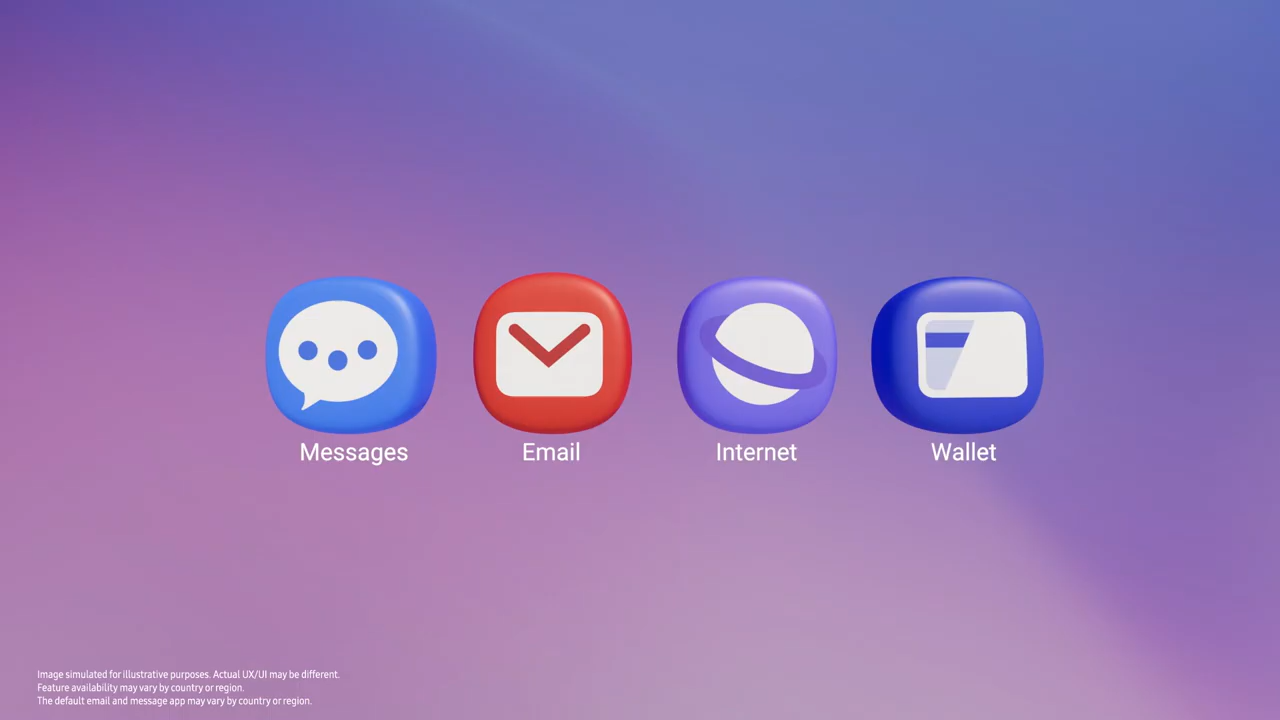 Messages
Email
Internet
Wallet
Image simulated for illustrative purposes. Actual UX/UI may be different.
Feature availability may vary by country or region.
The default email and message app may vary by country or region.